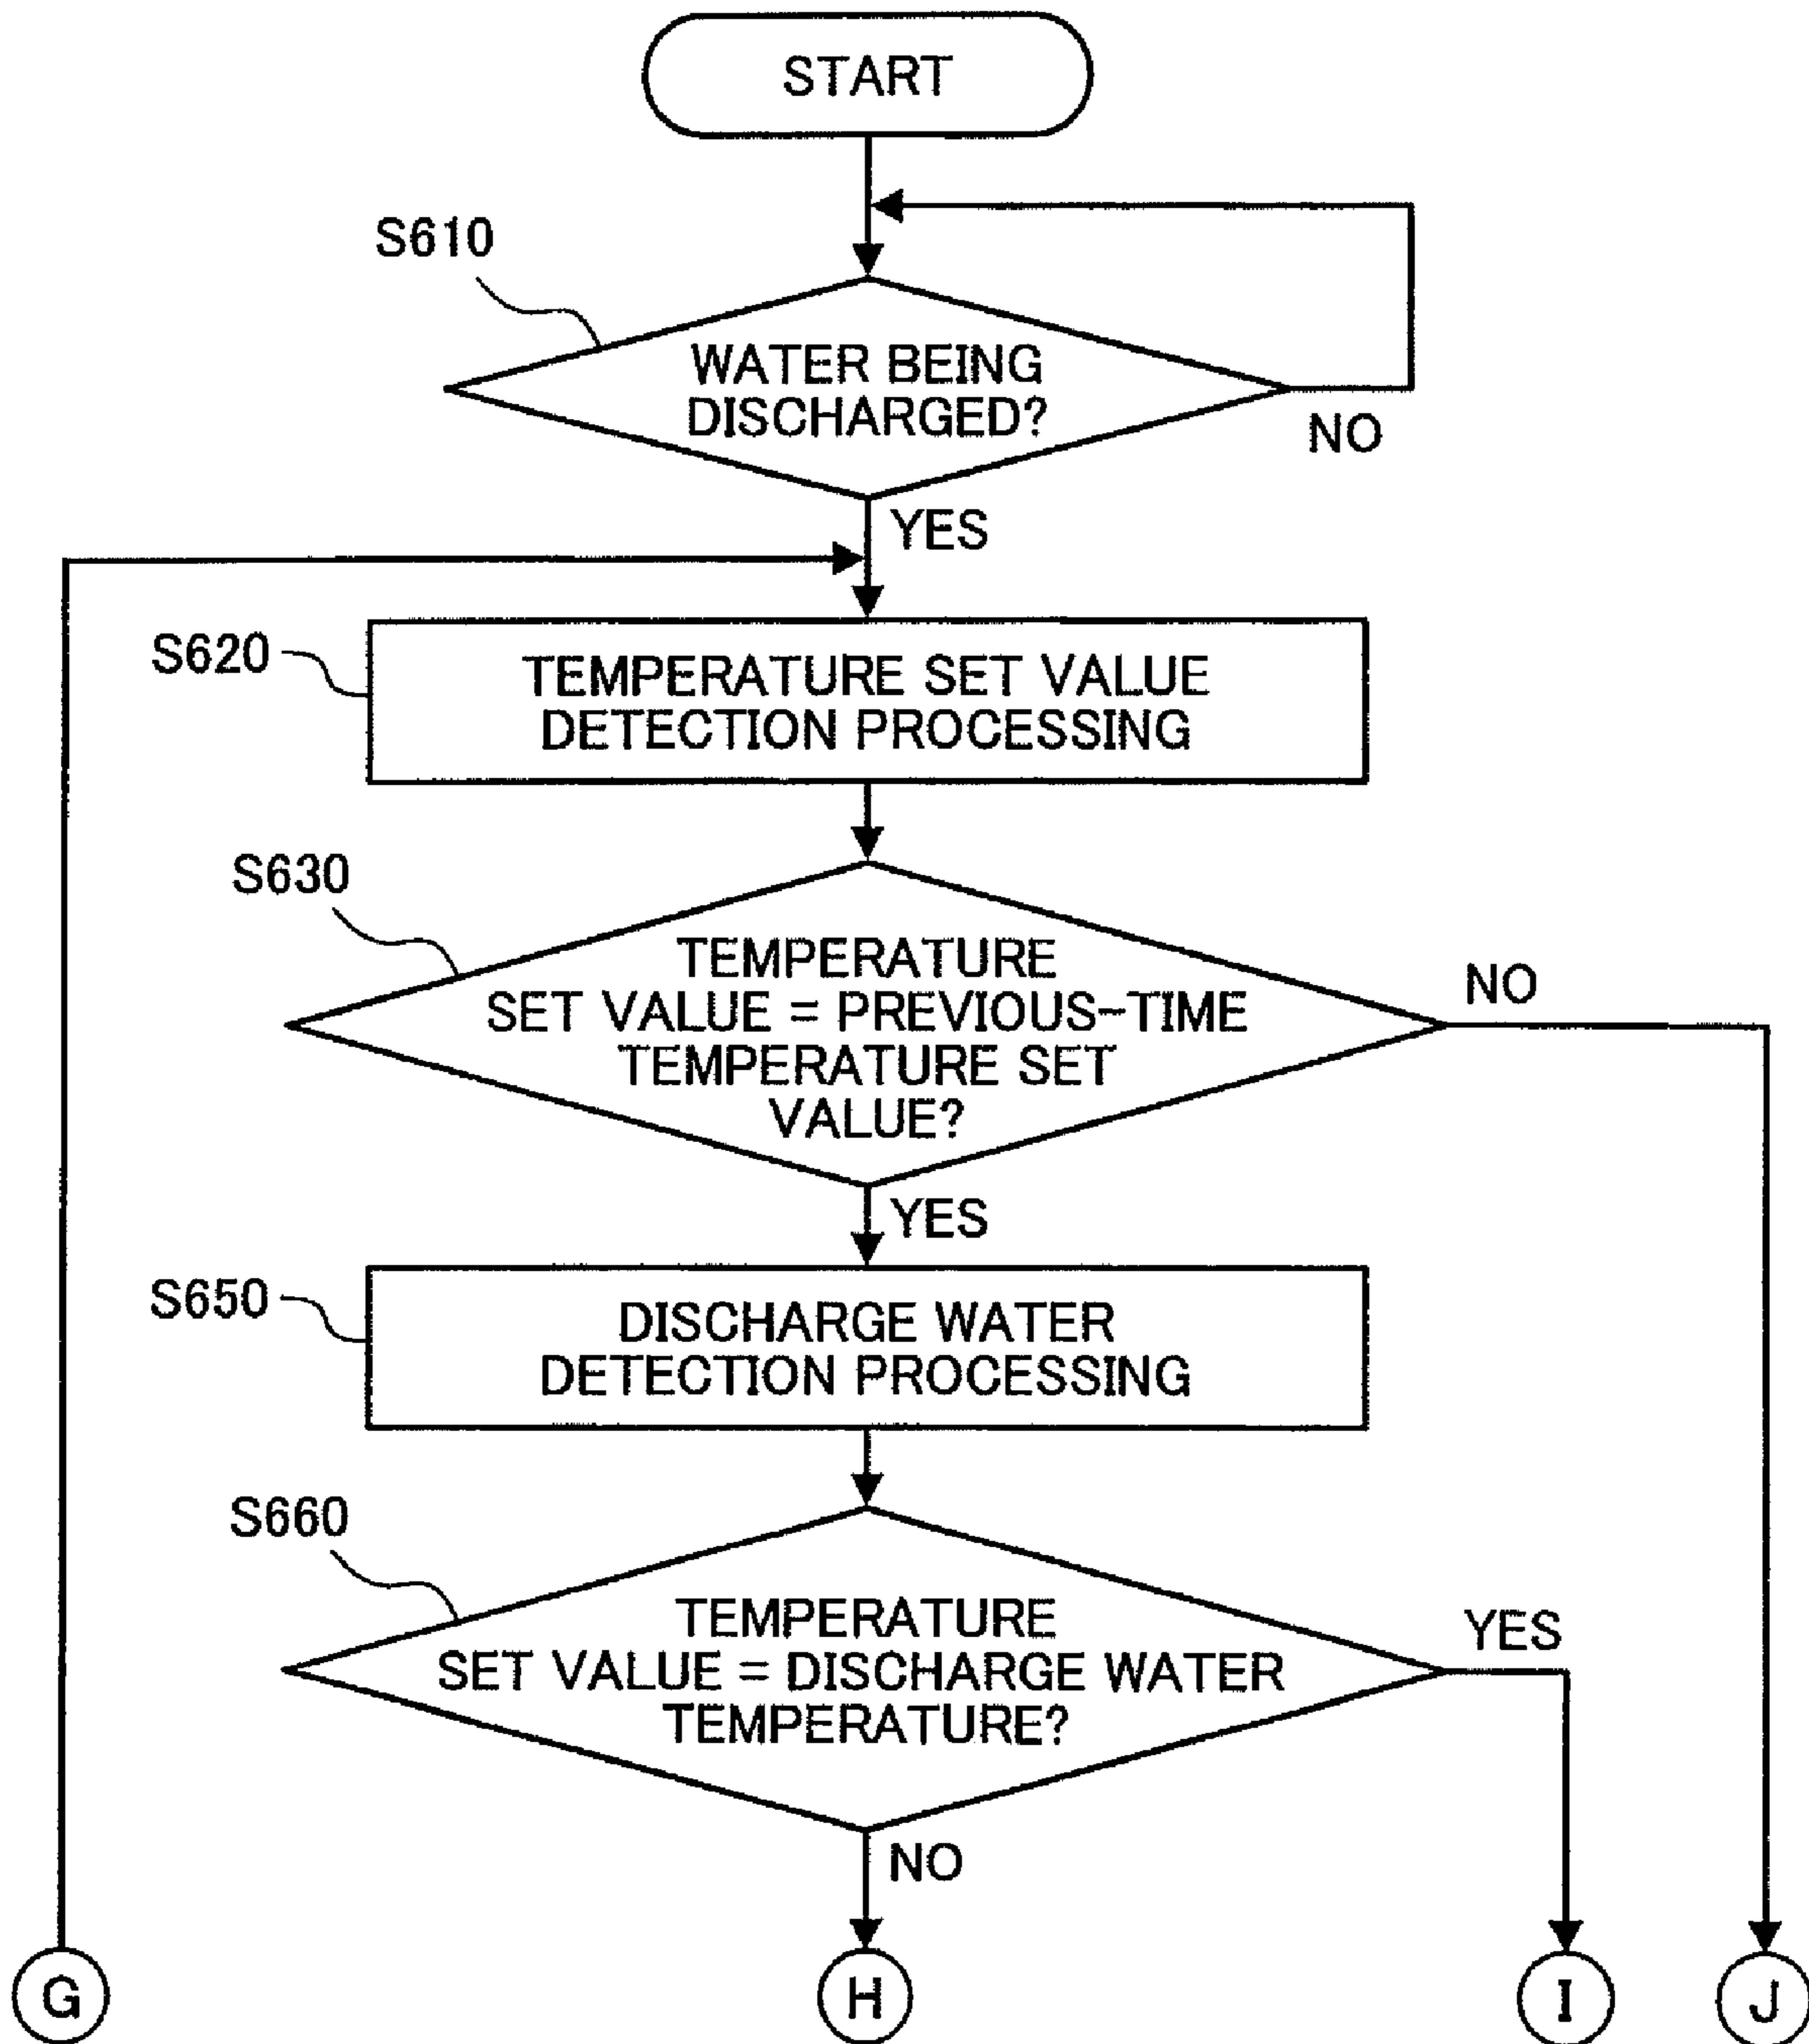 START
S610
WATER BEING
DISCHARGED?
NO
YES
S620
TEMPERATURE SET VALUE
DETECTION PROCESSING
S630
TEMPERATURE
SET VALUE = PREVIOUS-TIME
TEMPERATURE SET
VALUE?
NO
YES
S650
DISCHARGE WATER
DETECTION PROCESSING
S660
TEMPERATURE
SET VALUE = DISCHARGE WATER
TEMPERATURE?
YES
NO
G
H
I
J